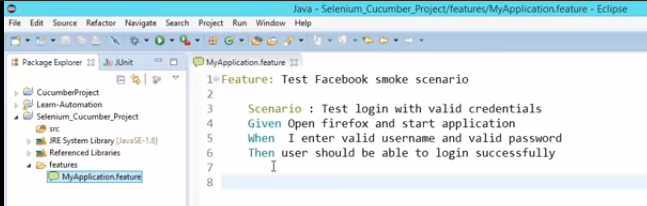 Java - Selenium_Cucumber_Project/features/MyApplication.feature - Eclipse
File Edit Source Refactor Navigate Search Project Run Window Help
Package Explorer JUnit
CucumberProject
Learn-Automation
Selenium_Cucumber_Project
src
JRE System Library [JavaSE-1.8]
Referenced Libraries
features
MyApplication.feature
MyApplication.feature
1 Feature: Test Facebook smoke scenario
2
3 Scenario : Test login with valid credentials
4 Given Open firefox and start application
5 When I enter valid username and valid password
6 Then user should be able to login successfully
7
8